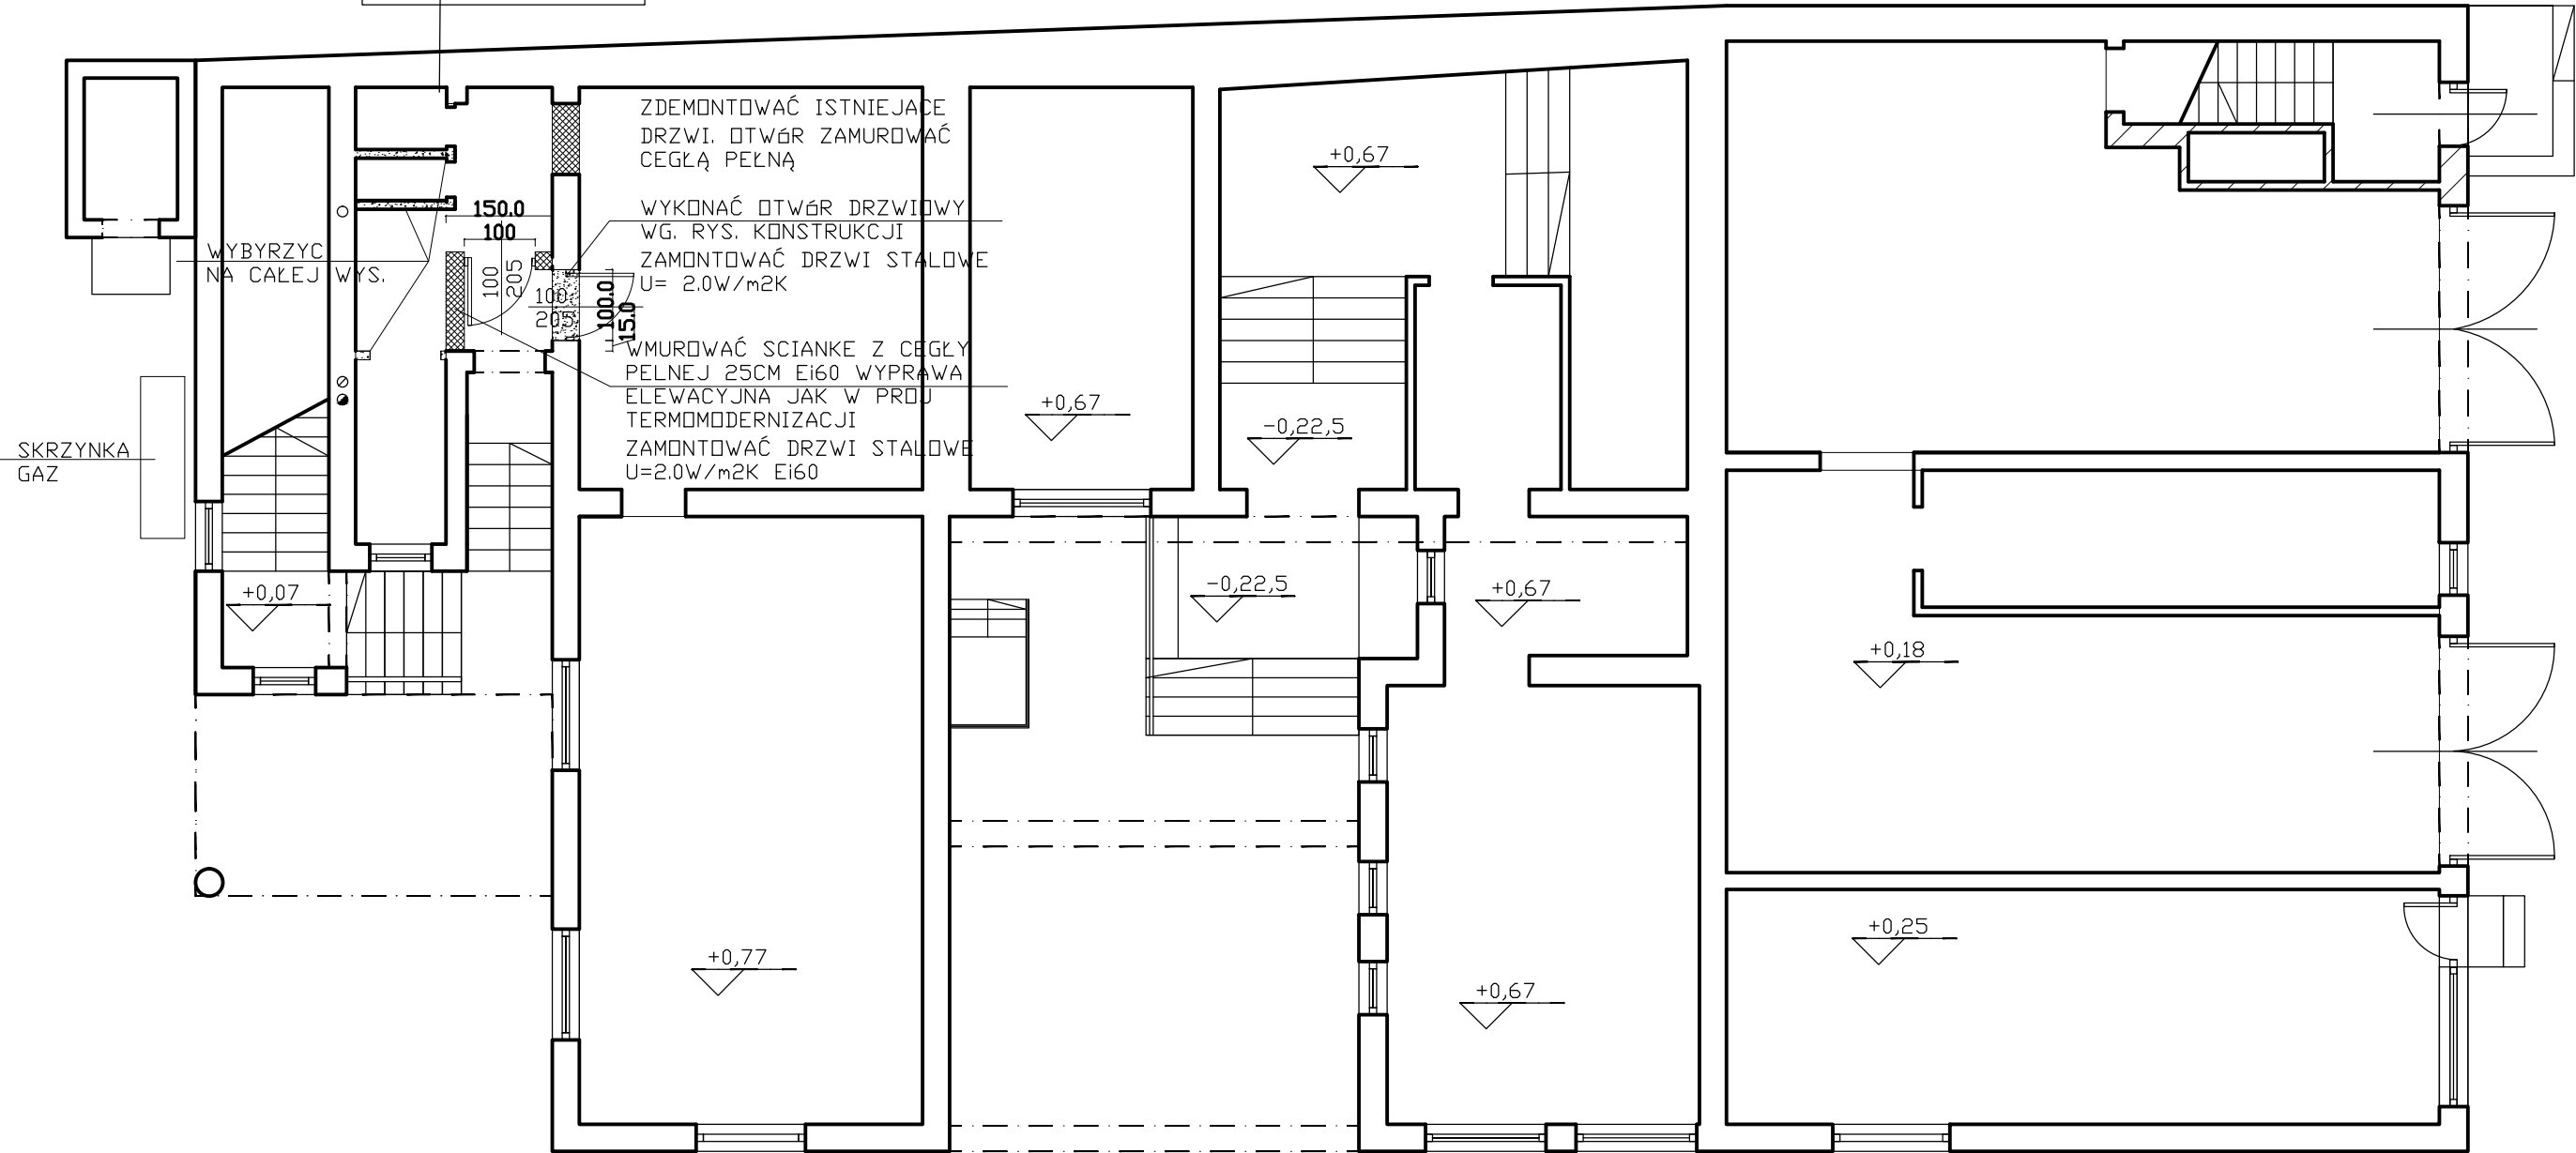 ZDEMONTOWAĆ ISTNIEJACE
DRZWI. OTWóR ZAMUROWAĆ
CEGŁĄ PEŁNĄ
WYKONAĆ OTWóR DRZWIOWY
WG. RYS. KONSTRUKCJI
ZAMONTOWAĆ DRZWI STALOWE
U= 2.0W/m2K
150.0
100
100
205
100
205
100.0
15.0
WYBYRZYC
NA CAŁEJ WYS.
WMUROWAĆ SCIANKE Z CEGŁY
PELNEJ 25CM Ei60 WYPRAWA
ELEWACYJNA JAK W PROJ
TERMOMODERNIZACJI
ZAMONTOWAĆ DRZWI STALOWE
U=2.0W/m2K Ei60
SKRZYNKA
GAZ
+0,67
+0,67
-0,22,5
+0,07
-0,22,5
+0,67
+0,18
+0,77
+0,67
+0,25